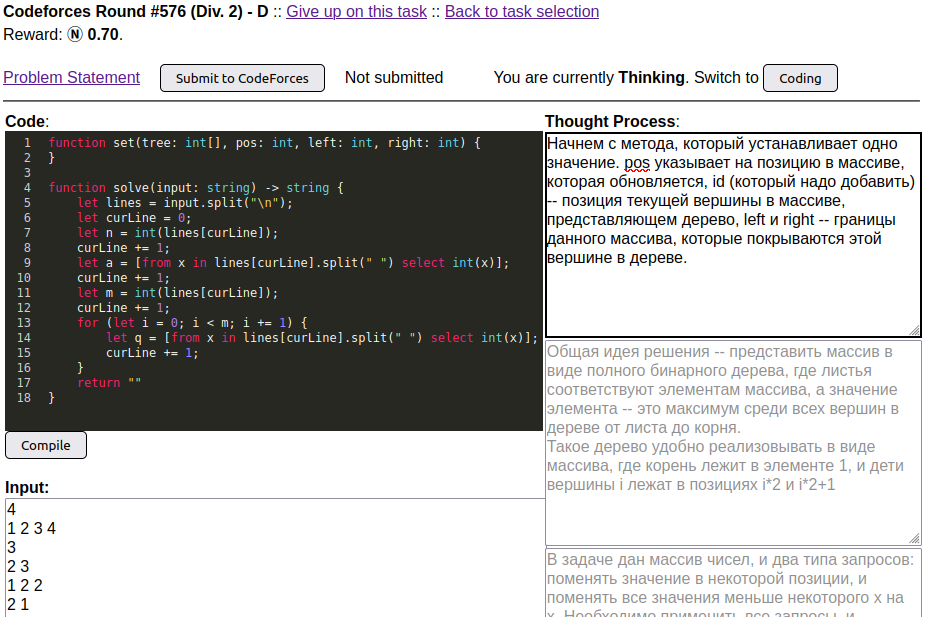 Codeforces Round #576 (Div. 2) - D :: Give up on this task :: Back to task selection
Reward: Ⓝ 0.70.
Problem Statement Submit to CodeForces Not submitted You are currently Thinking. Switch to Coding
Code:
1 function set(tree: int[], pos: int, left: int, right: int) {
2 }
3
4 function solve(input: string) -> string {
5 let lines = input.split("\n");
6 let curLine = 0;
7 let n = int(lines[curLine]);
8 curLine += 1;
9 let a = [from x in lines[curLine].split(" ") select int(x)];
10 curLine += 1;
11 let m = int(lines[curLine]);
12 curLine += 1;
13 for (let i = 0; i < m; i += 1) {
14 let q = [from x in lines[curLine].split(" ") select int(x)];
15 curLine += 1;
16 }
17 return ""
18 }
Compile
Input:
4
1 2 3 4
3
2 3
1 2 2
2 1
Thought Process:
Начнем с метода, который устанавливает одно
значение. pos указывает на позицию в массиве,
которая обновляется, id (который надо добавить)
-- позиция текущей вершины в массиве,
представляющем дерево, left и right -- границы
данного массива, которые покрываются этой
вершине в дереве.
Общая идея решения -- представить массив в
виде полного бинарного дерева, где листья
соответствуют элементам массива, а значение
элемента -- это максимум среди всех вершин в
дереве от листа до корня.
Такое дерево удобно реализовывать в виде
массива, где корень лежит в элементе 1, и дети
вершины i лежат в позициях i*2 и i*2+1
В задаче дан массив чисел, и два типа запросов:
поменять значение в некоторой позиции, и
поменять все значения меньше некоторого x на
x. Необходимо применить все запросы, и